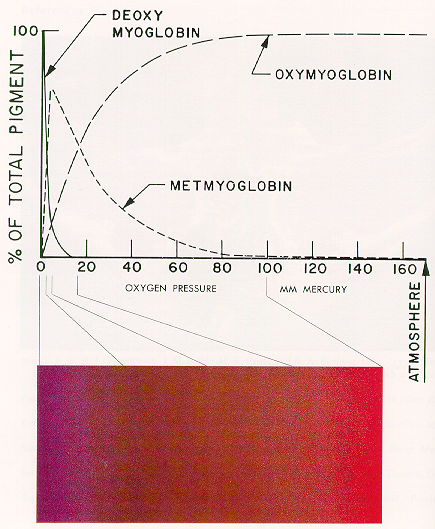 DEOXY
MYOGLOBIN
100
OXYMYOGLOBIN
% OF TOTAL PIGMENT
METMYOGLOBIN
0
0 20 40 60 80 100 120 140 160
OXYGEN PRESSURE MM MERCURY
ATMOSPHERE